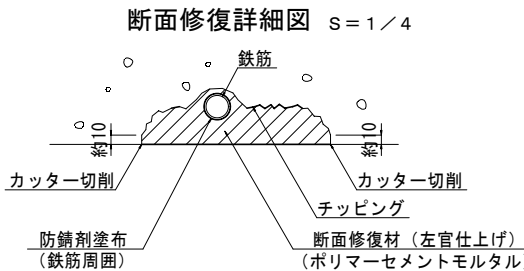 断面修復詳細図 S=1/4
鉄筋
約10
約10
カッター切削
カッター切削
チッピング
防錆剤塗布
(鉄筋周囲)
断面修復材(左官仕上げ)
(ポリマーセメントモルタル)